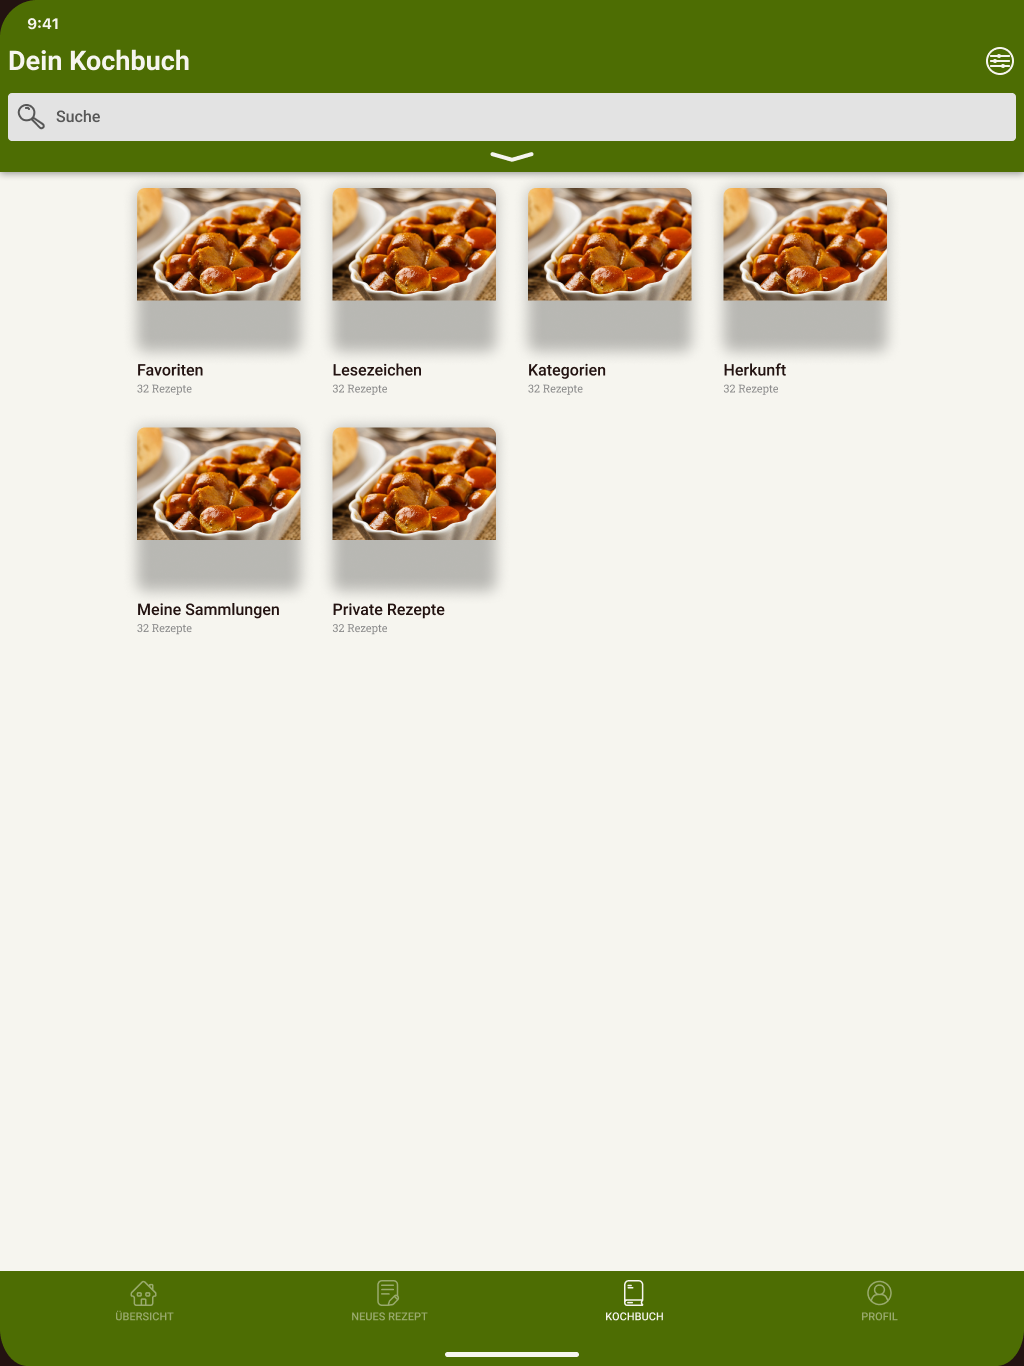 9:41
Dein Kochbuch
Suche
Favoriten
32 Rezepte
Lesezeichen
32 Rezepte
Kategorien
32 Rezepte
Herkunft
32 Rezepte
Meine Sammlungen
32 Rezepte
Private Rezepte
32 Rezepte
ÜBERSICHT
NEUES REZEPT
KOCHBUCH
PROFIL